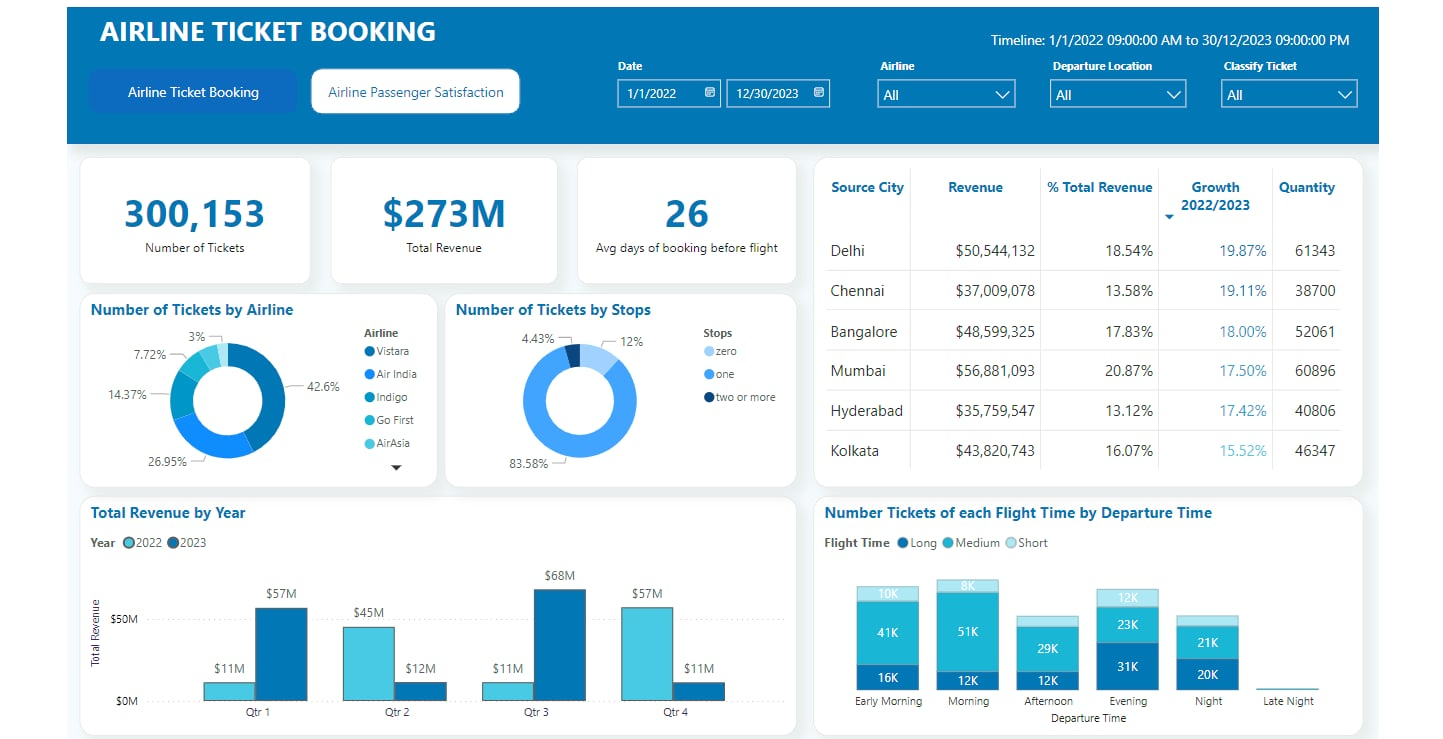 AIRLINE TICKET BOOKING
Timeline: 1/1/2022 09:00:00 AM to 30/12/2023 09:00:00 PM
Airline Ticket Booking
Airline Passenger Satisfaction
Date
1/1/2022
12/30/2023
Airline
All
Departure Location
All
Classify Ticket
All
300,153
Number of Tickets
$273M
Total Revenue
26
Avg days of booking before flight
Source City Revenue % Total Revenue Growth 2022/2023 Quantity
Delhi $50,544,132 18.54% 19.87% 61343
Chennai $37,009,078 13.58% 19.11% 38700
Bangalore $48,599,325 17.83% 18.00% 52061
Mumbai $56,881,093 20.87% 17.50% 60896
Hyderabad $35,759,547 13.12% 17.42% 40806
Kolkata $43,820,743 16.07% 15.52% 46347
Number of Tickets by Airline
3%
7.72%
14.37%
26.95%
42.6%
Airline
Vistara
Air India
Indigo
Go First
AirAsia
Number of Tickets by Stops
4.43%
12%
83.58%
Stops
zero
one
two or more
Total Revenue by Year
Year 2022 2023
Total Revenue
$50M
$0M
$11M
$57M
$45M
$12M
$11M
$68M
$57M
$11M
Qtr 1 Qtr 2 Qtr 3 Qtr 4
Number Tickets of each Flight Time by Departure Time
Flight Time Long Medium Short
10K
41K
16K
8K
51K
12K
29K
12K
12K
23K
31K
21K
20K
Early Morning Morning Afternoon Evening Night Late Night
Departure Time